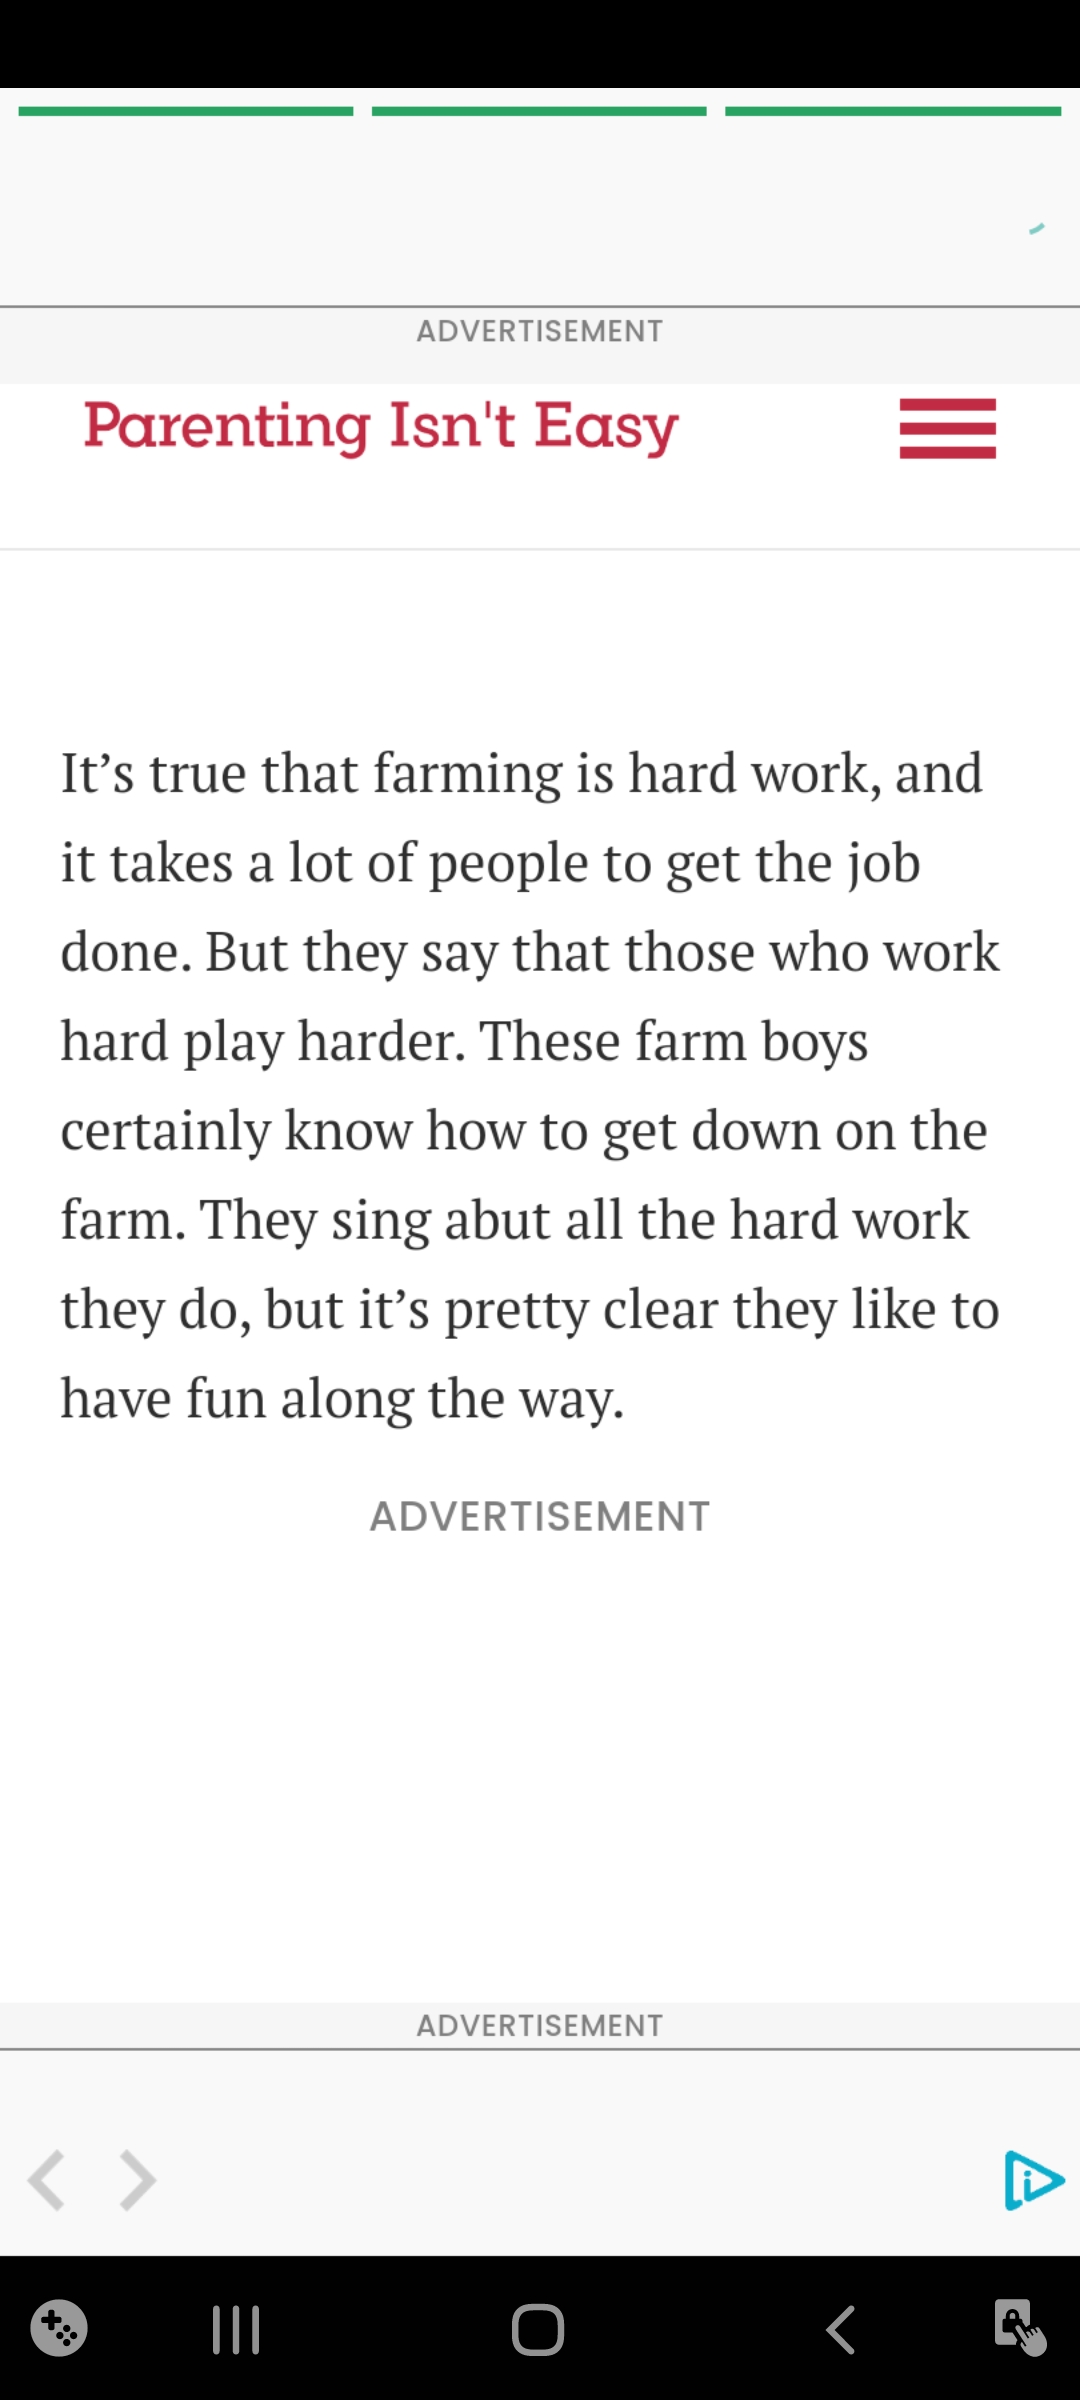 ADVERTISEMENT
Parenting Isn't Easy
It’s true that farming is hard work, and
it takes a lot of people to get the job
done. But they say that those who work
hard play harder. These farm boys
certainly know how to get down on the
farm. They sing abut all the hard work
they do, but it’s pretty clear they like to
have fun along the way.
ADVERTISEMENT
ADVERTISEMENT